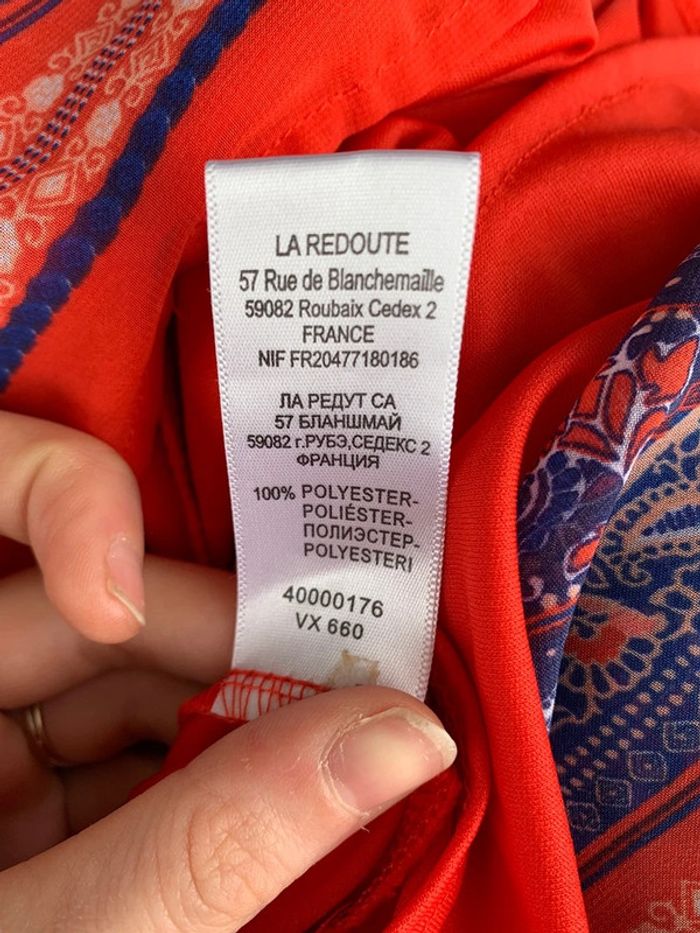 LA REDOUTE
57 Rue de Blanchemaille
59082 Roubaix Cedex 2
FRANCE
NIF FR20477180186
ЛА РЕДУТ СА
57 БЛАНШМАЙ
59082 г.РУБЭ,СЕДЕКС 2
ФРАНЦИЯ
100% POLYESTER-
POLIÉSTER-
ПОЛИЭСТЕР-
POLYESTERI
40000176
VX 660